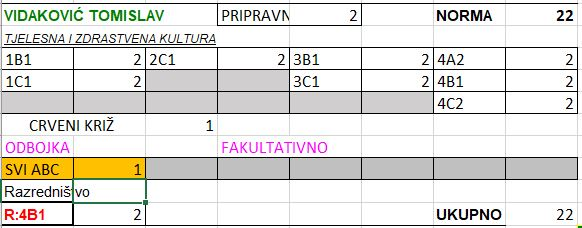 VIDAKOVIĆ TOMISLAV PRIPRAVN 2 NORMA 22
TJELESNA I ZDRASTVENA KULTURA
1B1 2 2C1 2 3B1 2 4A2 2
1C1 2 3C1 2 4B1 2
4C2 2
CRVENI KRIŽ 1
ODBOJKA FAKULTATIVNO
SVI ABC 1
Razredništvo
R:4B1 2 UKUPNO 22